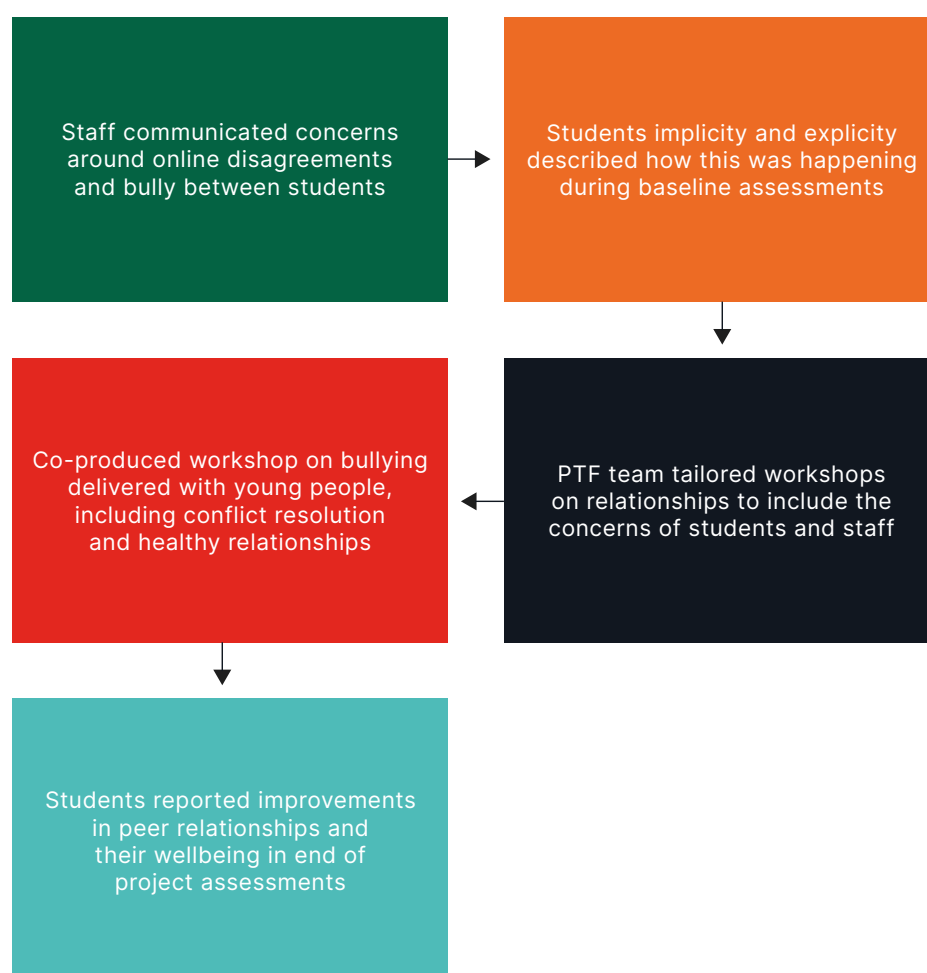 Staff communicated concerns
around online disagreements
and bully between students
Students implicity and explicity
described how this was happening
during baseline assessments
PTF team tailored workshops
on relationships to include the
concerns of students and staff
Co-produced workshop on bullying
delivered with young people,
including conflict resolution
and healthy relationships
Students reported improvements
in peer relationships and
their wellbeing in end of
project assessments